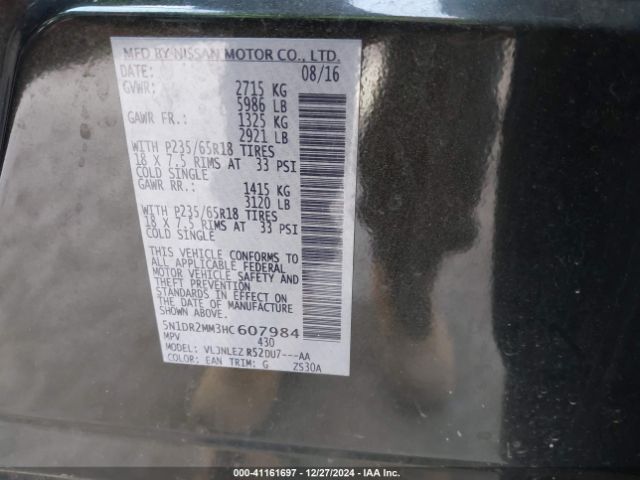 MFD BY NISSAN MOTOR CO., LTD.
DATE: 08/16
GVWR: 2715 KG
5986 LB
GAWR FR.: 1325 KG
2921 LB
WITH P235/65R18 TIRES
18 X 7.5 RIMS AT 33 PSI
COLD SINGLE
GAWR RR.: 1415 KG
3120 LB
WITH P235/65R18 TIRES
18 X 7.5 RIMS AT 33 PSI
COLD SINGLE
THIS VEHICLE CONFORMS TO
ALL APPLICABLE FEDERAL
MOTOR VEHICLE SAFETY AND
THEFT PREVENTION
STANDARDS IN EFFECT ON
THE DATE OF MANUFACTURE
SHOWN ABOVE.
5N1DR2MM3HC607984
MPV 430
MODEL: VLJNLEZ R52DU7---AA
COLOR: EAN TRIM: G ZS30A
000-41161697 - 12/27/2024 - IAA Inc.